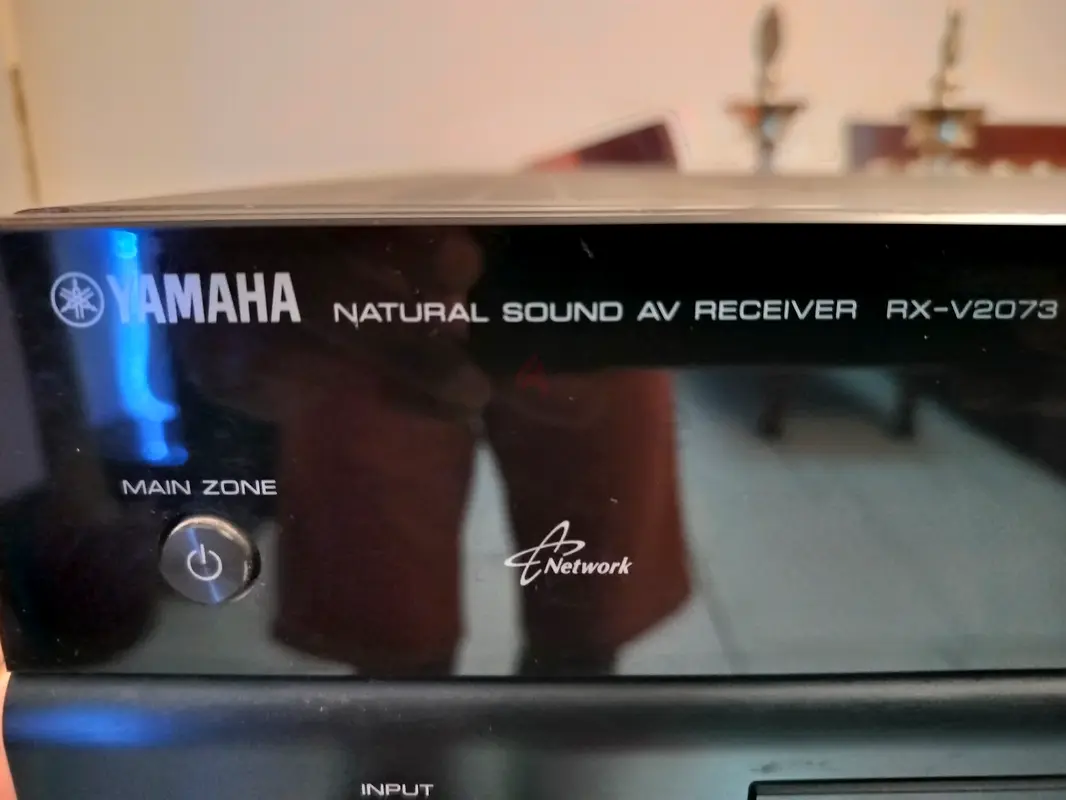 YAMAHA NATURAL SOUND AV RECEIVER RX-V2073
MAIN ZONE
Network
INPUT